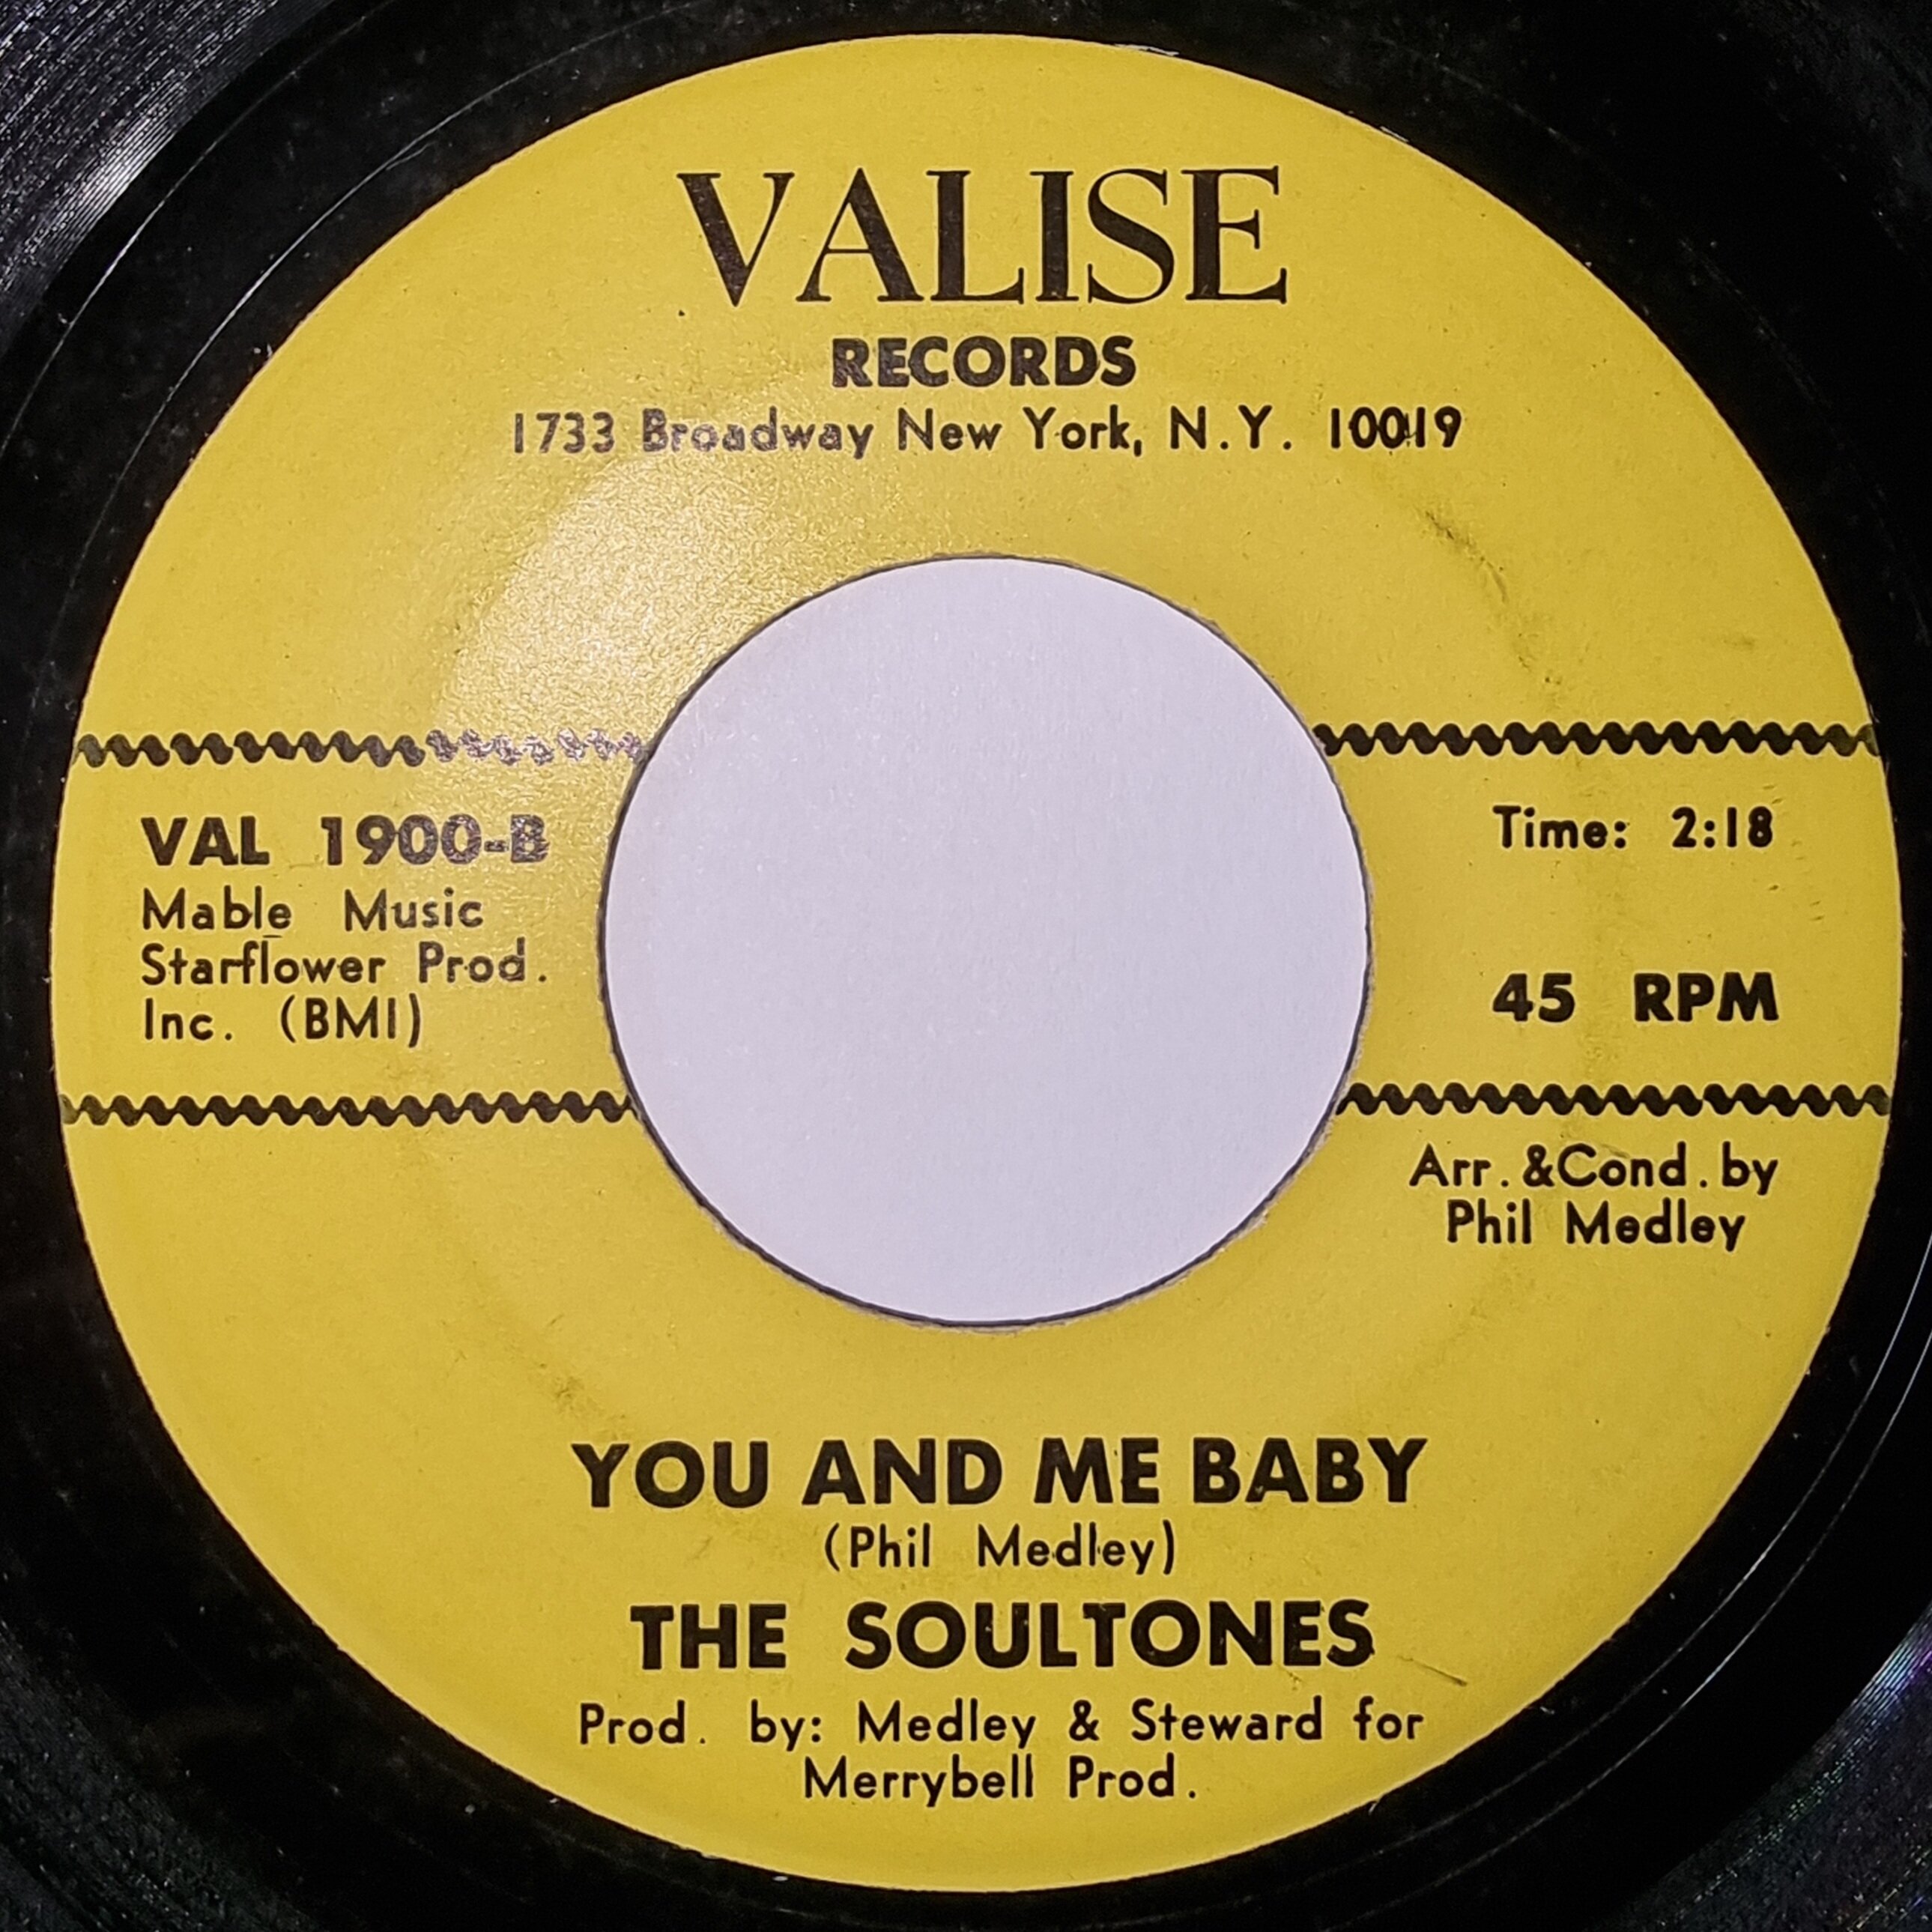 VALISE
RECORDS
1733 Broadway New York, N.Y. 10019
VAL 1900-B
Mable Music
Starflower Prod.
Inc. (BMI)
Time: 2:18
45 RPM
Arr.&Cond.by
Phil Medley
YOU AND ME BABY
(Phil Medley)
THE SOULTONES
Prod. by: Medley & Steward for
Merrybell Prod.